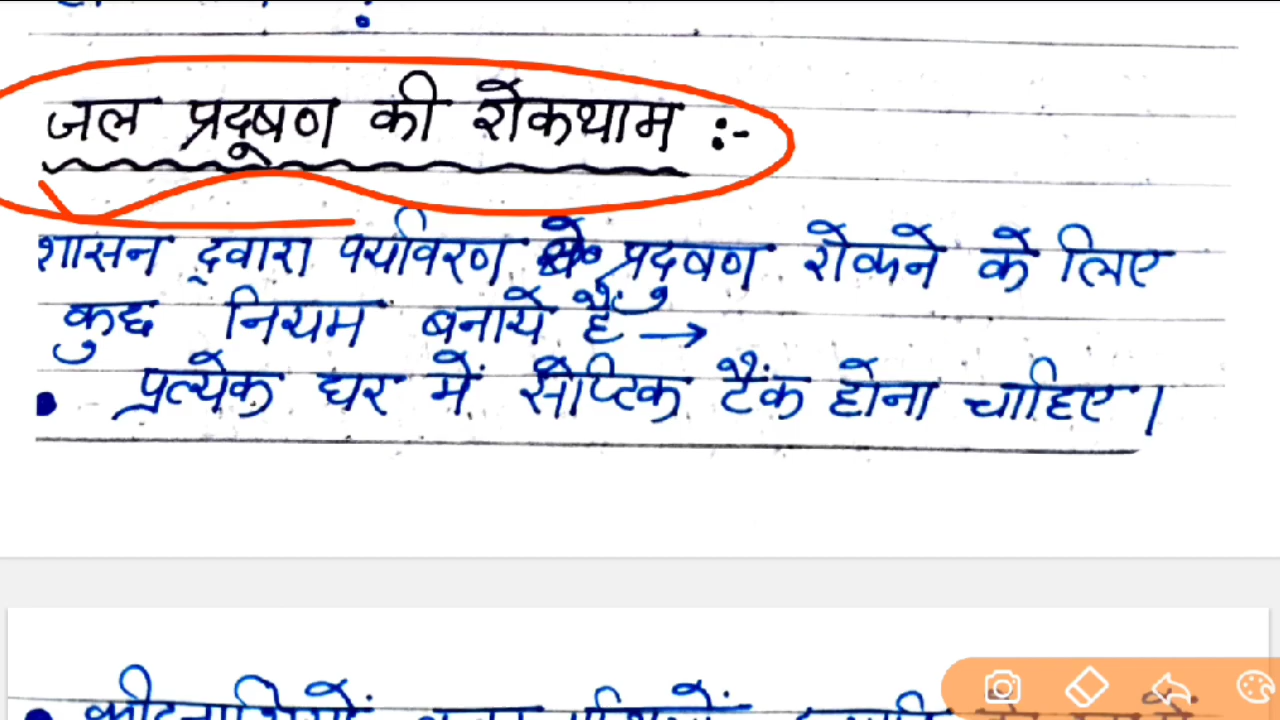 जल प्रदूषण की रोकथाम :-
शासन द्वारा पर्यावरण प्रदुषण रोकने के लिए
कुछ नियम बनाये हैं →
• प्रत्येक घर में सेप्टिक टैंक होना चाहिए।